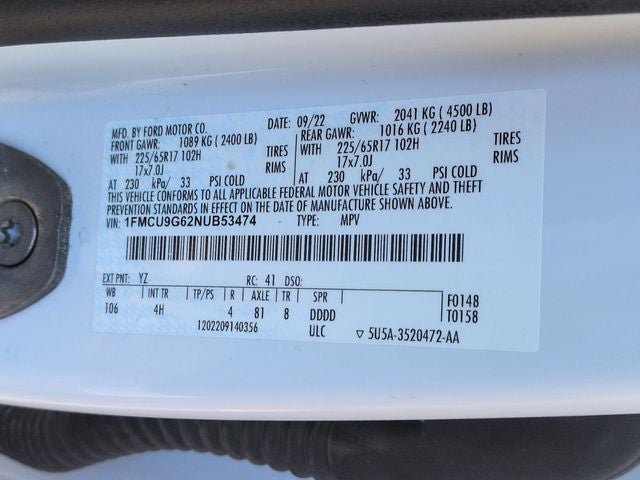 MFD. BY FORD MOTOR CO.
DATE: 09/22 GVWR: 2041 KG ( 4500 LB)
FRONT GAWR: 1089 KG ( 2400 LB) REAR GAWR: 1016 KG ( 2240 LB)
WITH 225/65R17 102H TIRES WITH 225/65R17 102H TIRES
17x7.0J RIMS 17x7.0J RIMS
AT 230 kPa/ 33 PSI COLD AT 230 kPa/ 33 PSI COLD
THIS VEHICLE CONFORMS TO ALL APPLICABLE FEDERAL MOTOR VEHICLE SAFETY AND THEFT
PREVENTION STANDARDS IN EFFECT ON THE DATE OF MANUFACTURE SHOWN ABOVE.
VIN: 1FMCU9G62NUB53474 TYPE: MPV
EXT PNT: YZ RC: 41 DSO:
WB INT TR TP/PS R AXLE TR SPR F0148
106 4H 4 81 8 DDDD T0158
1202209140356 ULC ▽ 5U5A-3520472-AA